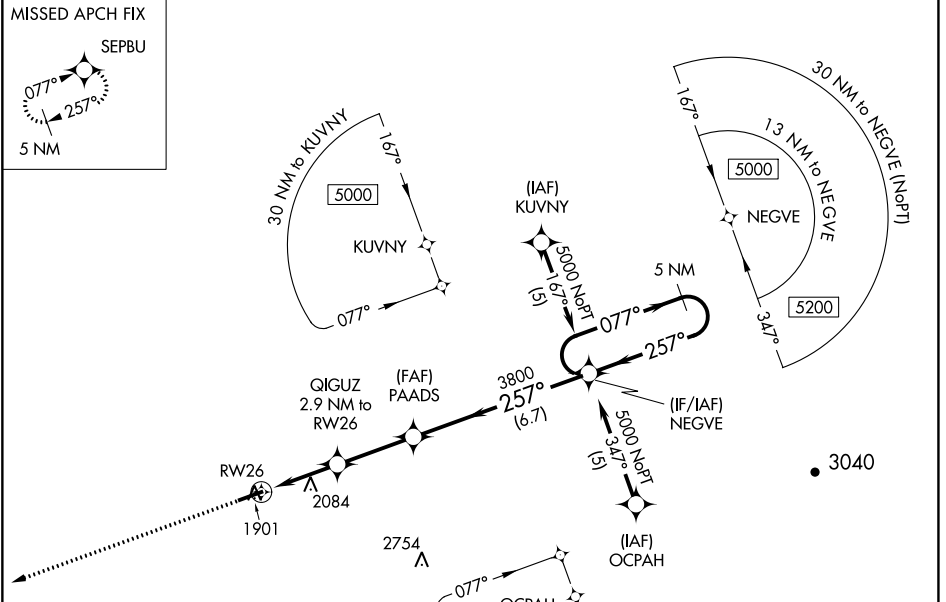 MISSED APCH FIX
SEPBU
077°
257°
5 NM
30 NM to KUVNY
167°
5000
KUVNY
077°
(IAF)
KUVNY
5000 NoPT
167°
(5)
30 NM to NEGVE (NoPT)
13 NM to NEGVE
167°
5000
NEGVE
5200
347°
5 NM
077°
257°
(IF/IAF)
NEGVE
3800
257°
(6.7)
(FAF)
PAADS
QIGUZ
2.9 NM to
RW26
RW26
1901
2084
2754
5000 NoPT
347°
(5)
(IAF)
OCPAH
3040
077°
OCPAH